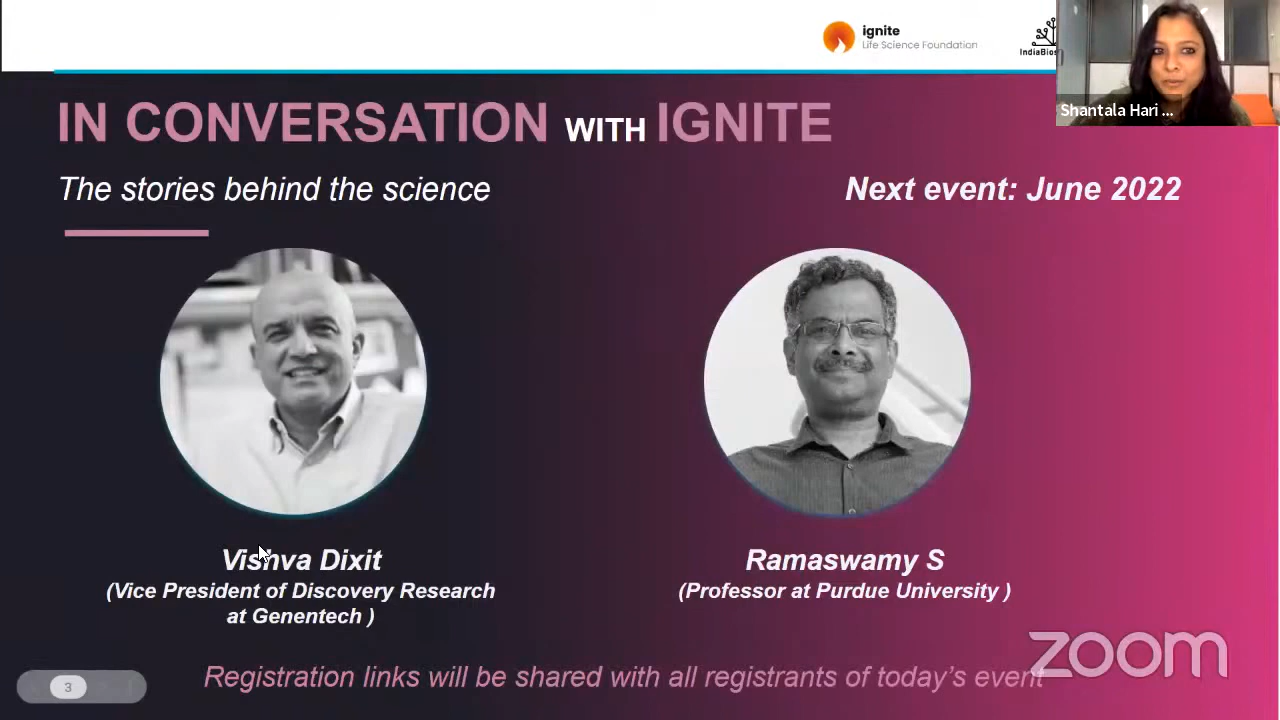 ignite
Life Science Foundation
Shantala Hari ...
IN CONVERSATION WITH IGNITE
The stories behind the science
Next event: June 2022
Vishva Dixit
(Vice President of Discovery Research
at Genentech )
Ramaswamy S
(Professor at Purdue University )
Registration links will be shared with all registrants of today's event
zoom
3